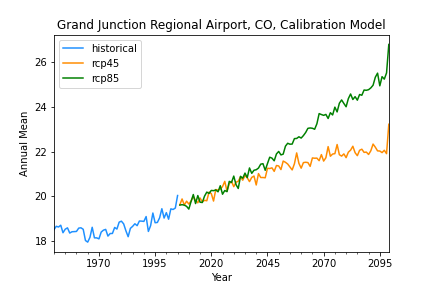 Grand Junction Regional Airport, CO, Calibration Model
historical
rcp45
rcp85
26
24
22
20
18
Annual Mean
1970
1995
2020
2045
2070
2095
Year